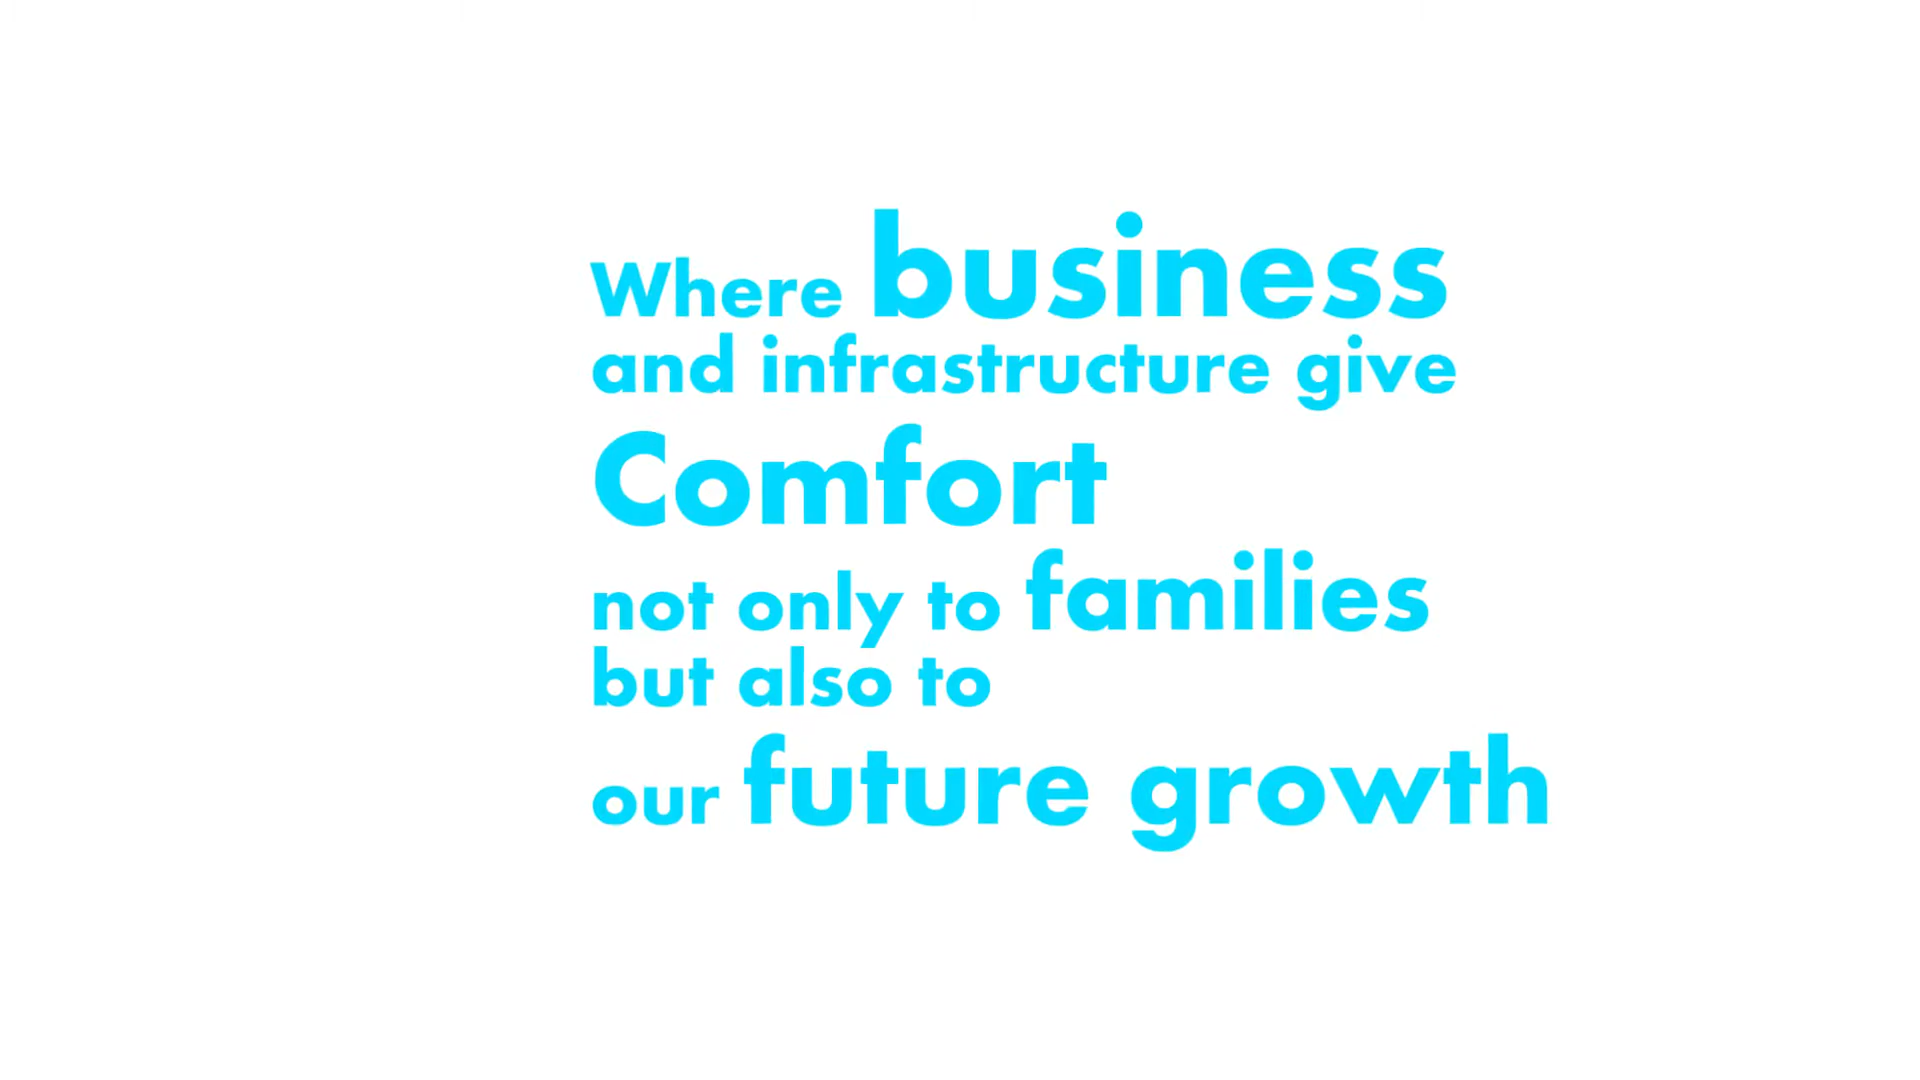 Where business
and infrastructure give
Comfort
not only to families
but also to
our future growth